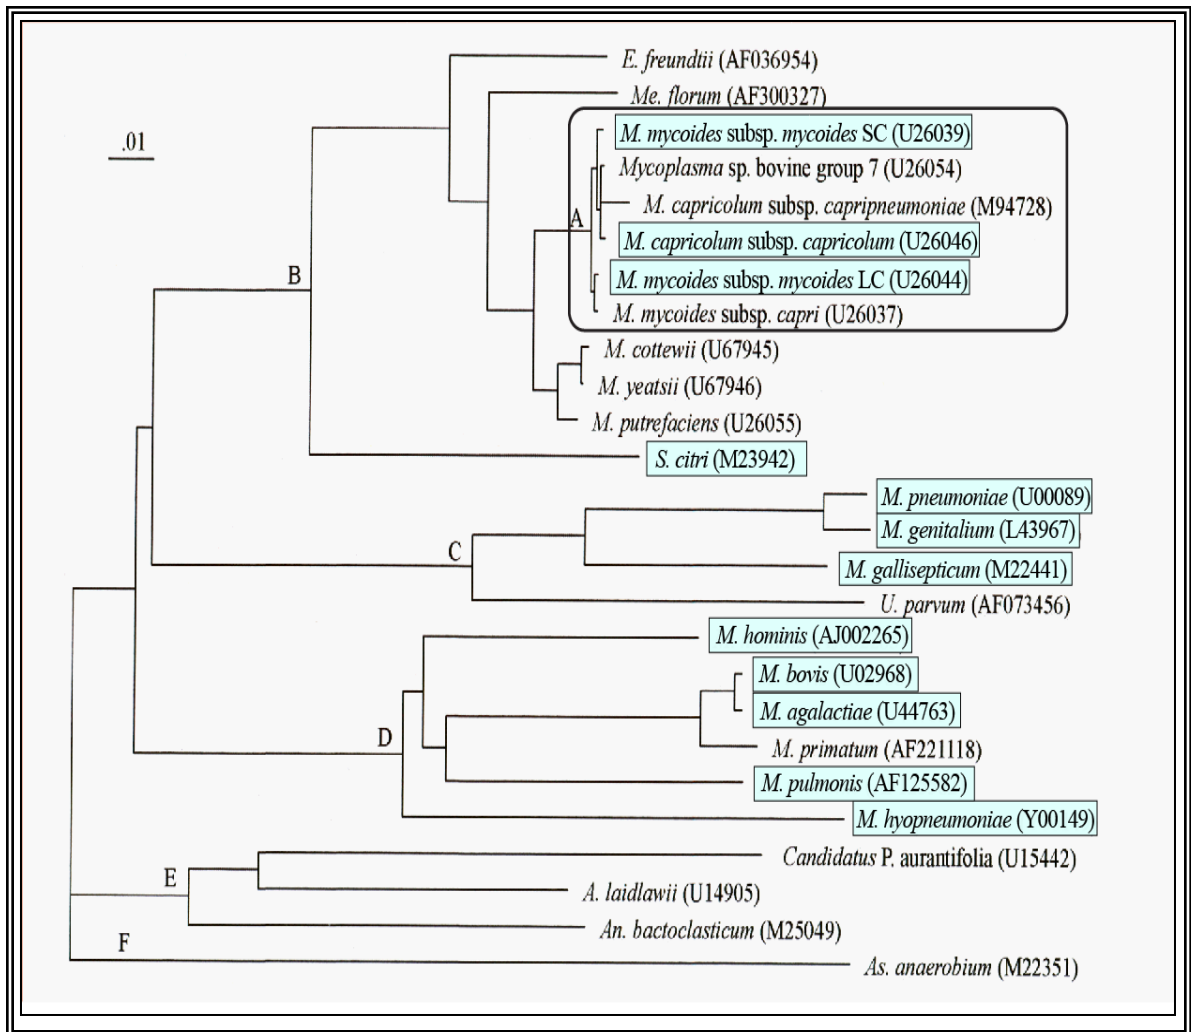 E. freundtii (AF036954)
.01
Me. florum (AF300327)
M. mycoides subsp. mycoides SC (U26039)
Mycoplasma sp. bovine group 7 (U26054)
M. capricolum subsp. capripneumoniae (M94728)
A
M. capricolum subsp. capricolum (U26046)
B
M. mycoides subsp. mycoides LC (U26044)
M. mycoides subsp. capri (U26037)
M. cottewii (U67945)
M. yeatsii (U67946)
M. putrefaciens (U26055)
S. citri (M23942)
M. pneumoniae (U00089)
M. genitalium (L43967)
C
M. gallisepticum (M22441)
U. parvum (AF073456)
M. hominis (AJ002265)
M. bovis (U02968)
M. agalactiae (U44763)
D
M. primatum (AF221118)
M. pulmonis (AF125582)
M. hyopneumoniae (Y00149)
Candidatus P. aurantifolia (U15442)
E
A. laidlawii (U14905)
An. bactoclasticum (M25049)
F
As. anaerobium (M22351)